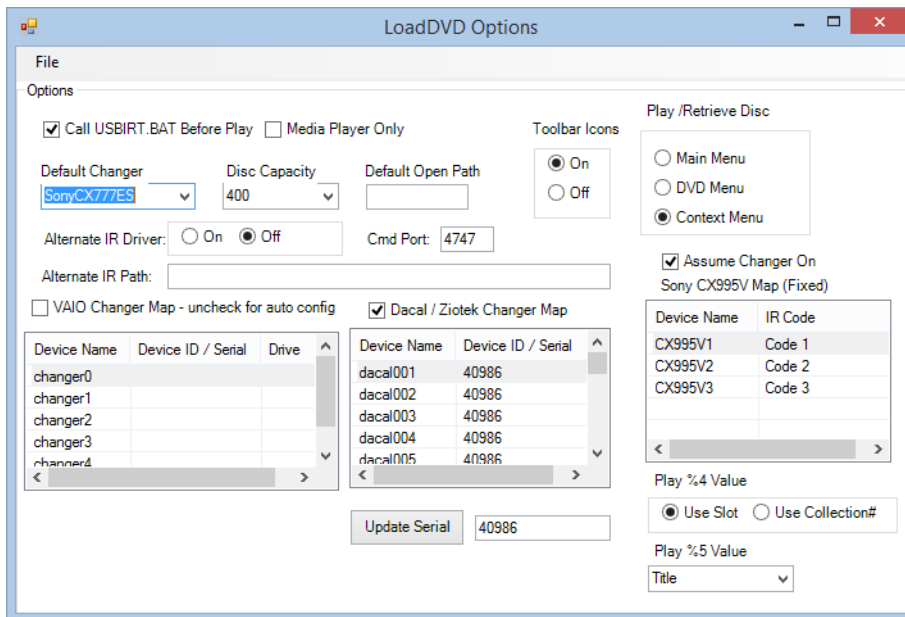 LoadDVD Options
File
Options
Call USBIRT.BAT Before Play
Media Player Only
Toolbar Icons
On
Off
Play /Retrieve Disc
Main Menu
DVD Menu
Context Menu
Default Changer
Disc Capacity
Default Open Path
SonyCX777ES
400
Alternate IR Driver:
On
Off
Cmd Port:
4747
Alternate IR Path:
Assume Changer On
Sony CX995V Map (Fixed)
VAIO Changer Map - uncheck for auto config
Dacal / Ziotek Changer Map
Device Name Device ID / Serial Drive
changer0
changer1
changer2
changer3
changer4
Device Name Device ID / Serial
dacal001 40986
dacal002 40986
dacal003 40986
dacal004 40986
dacal005 40986
Device Name IR Code
CX995V1 Code 1
CX995V2 Code 2
CX995V3 Code 3
Update Serial
40986
Play %4 Value
Use Slot
Use Collection#
Play %5 Value
Title